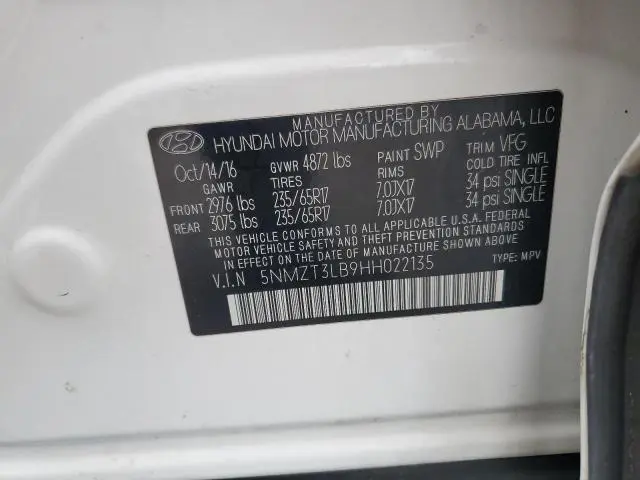 MANUFACTURED BY
HYUNDAI MOTOR MANUFACTURING ALABAMA, LLC
Oct/14/16 GVWR 4872 lbs PAINT SWP TRIM VFG
GAWR TIRES RIMS COLD TIRE INFL
FRONT 2976 lbs 235/65R17 7.0JX17 34 psi SINGLE
REAR 3075 lbs 235/65R17 7.0JX17 34 psi SINGLE
THIS VEHICLE CONFORMS TO ALL APPLICABLE U.S.A. FEDERAL
MOTOR VEHICLE SAFETY AND THEFT PREVENTION STANDARDS
IN EFFECT ON THE DATE OF MANUFACTURE SHOWN ABOVE.
V.I.N 5NMZT3LB9HH022135 TYPE: MPV